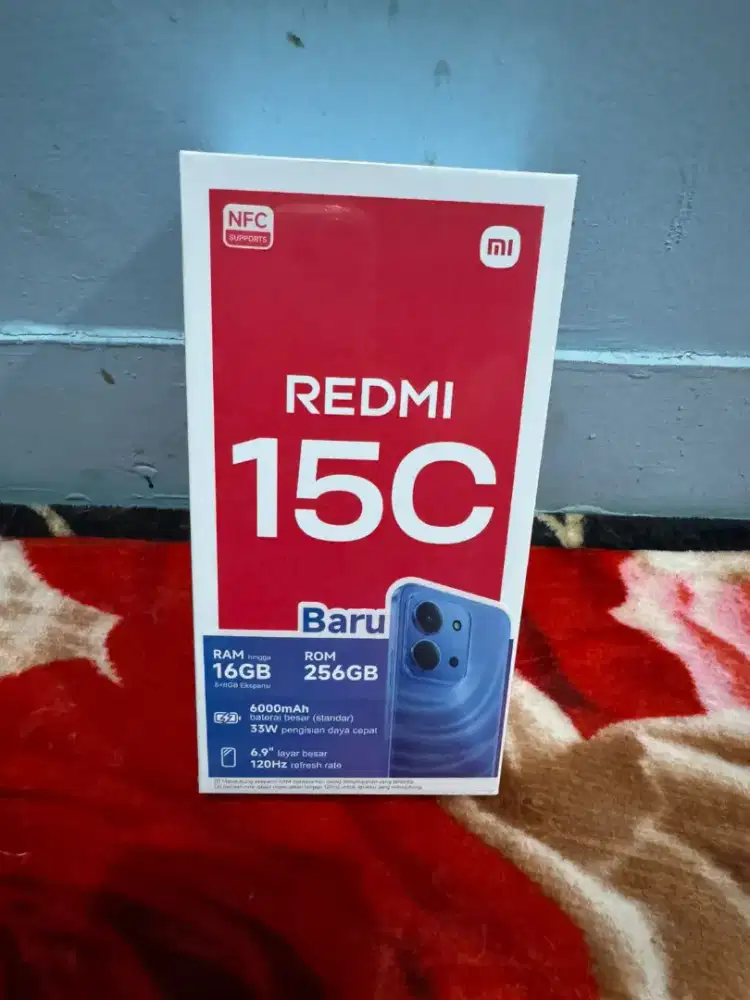 NFC
SUPPORTS
mi
REDMI
15C
Baru
RAM hingga
16GB
8+8GB Ekspansi
ROM
256GB
6000mAh
baterai besar (standar)
33W pengisian daya cepat
6.9" layar besar
120Hz refresh rate